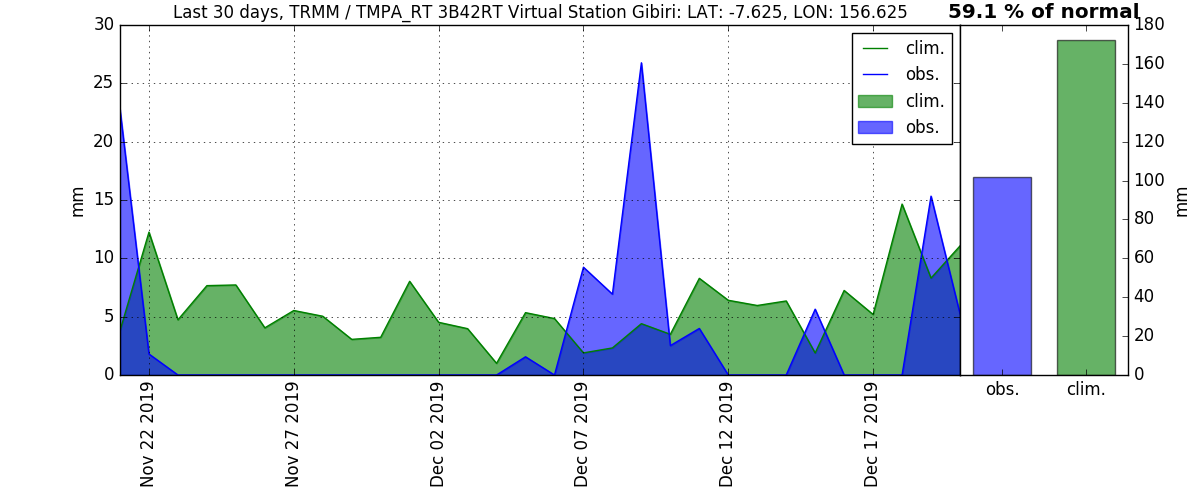 Last 30 days, TRMM / TMPA_RT 3B42RT Virtual Station Gibiri: LAT: -7.625, LON: 156.625
59.1 % of normal
30
25
20
15
10
5
0
mm
clim.
obs.
clim.
obs.
Nov 22 2019
Nov 27 2019
Dec 02 2019
Dec 07 2019
Dec 12 2019
Dec 17 2019
180
160
140
120
100
80
60
40
20
0
mm
obs.
clim.